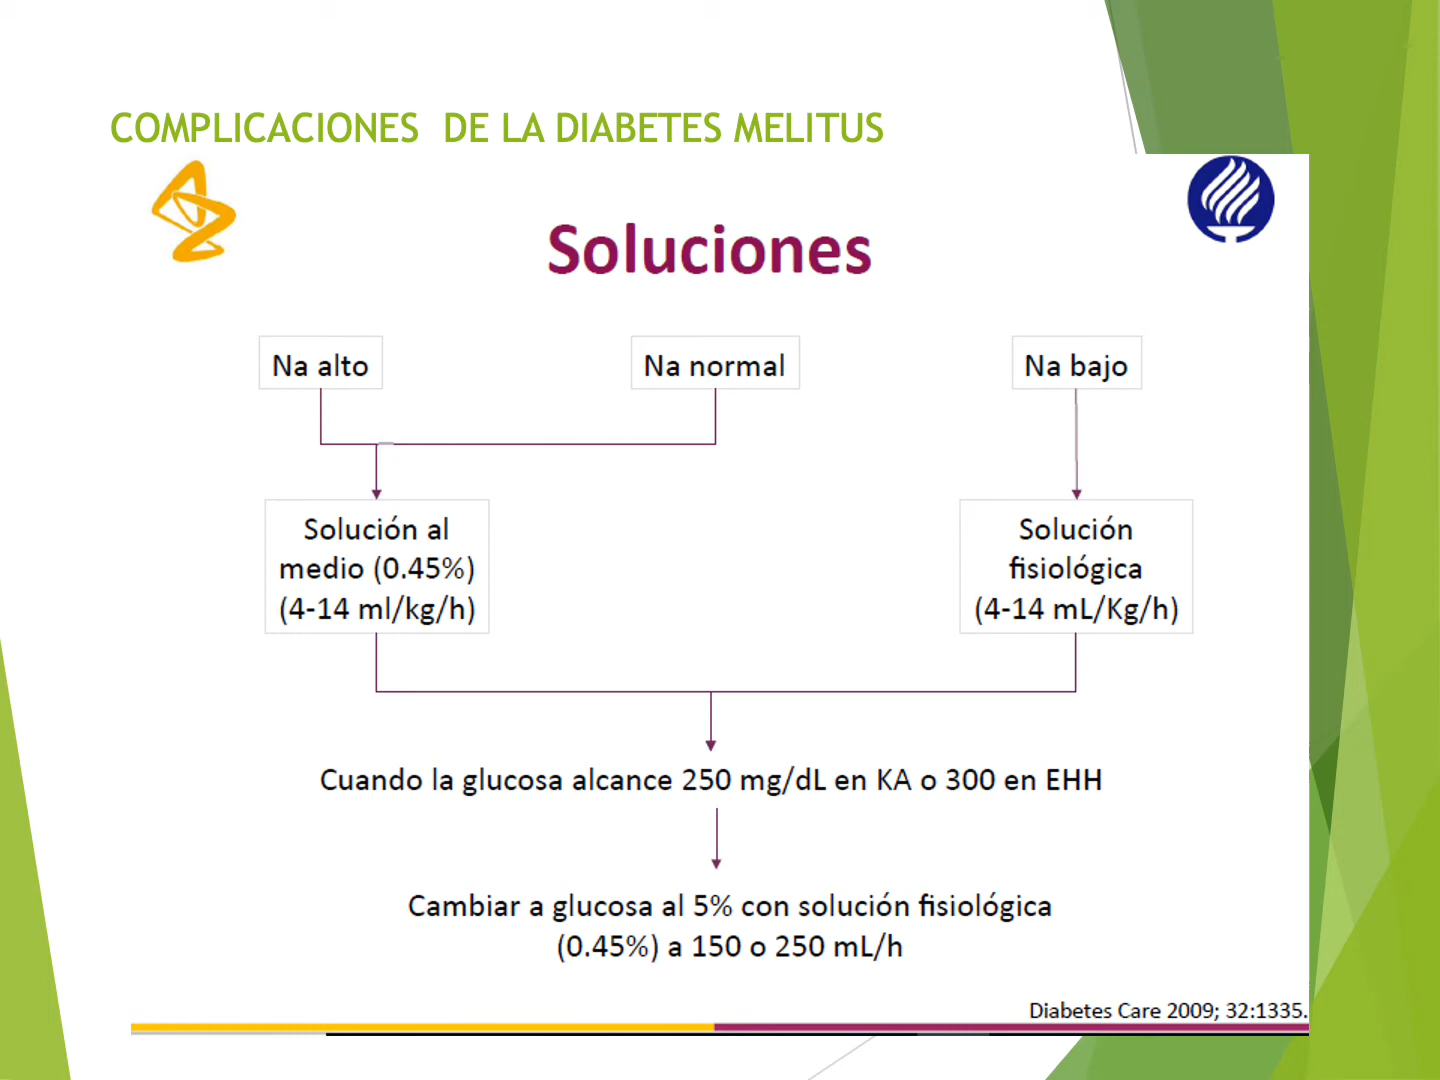 COMPLICACIONES DE LA DIABETES MELITUS
Soluciones
Na alto
Na normal
Na bajo
Solución al
medio (0.45%)
(4-14 ml/kg/h)
Solución
fisiológica
(4-14 mL/Kg/h)
Cuando la glucosa alcance 250 mg/dL en KA o 300 en EHH
Cambiar a glucosa al 5% con solución fisiológica
(0.45%) a 150 o 250 mL/h
Diabetes Care 2009; 32:1335.